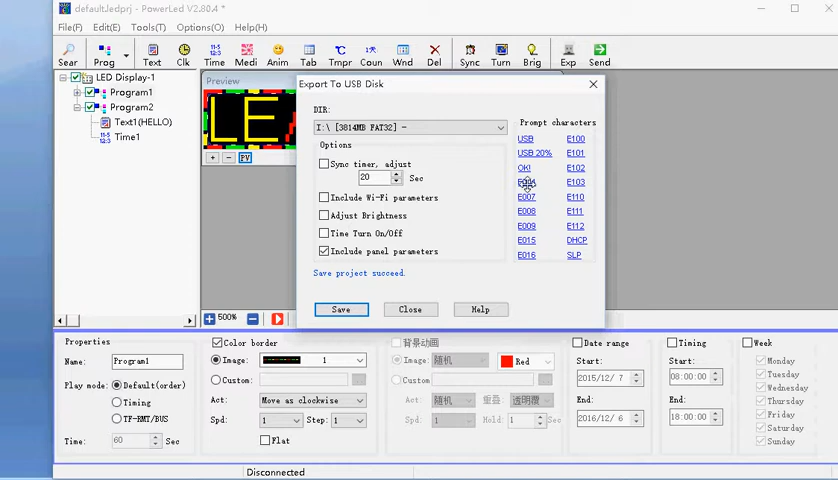 defaultJedprj - PowerLed V2.80.4 *
File(F) Edit(E) Tools(T) Options(O) Help(H)
Sear Prog Text Clk Time Medi Anim Tab Tmpr Coun Wnd Del Sync Turn Brig Exp Send
LED Display-1
Program1
Program2
Text1(HELLO)
Time1
Preview
LE
+ - PV
500%
Export To USB Disk
DIR:
I:\ [3814MB FAT32] -
Options
Sync timer, adjust
20 Sec
Include Wi-Fi parameters
Adjust Brightness
Time Turn On/Off
Include panel parameters
Save project succeed.
Save Close Help
Prompt characters
USB E100
USB 20% E101
OK! E102
E103
E007 E110
E008 E111
E009 E112
E015 DHCP
E016 SLP
Properties
Name: Program1
Play mode: Default(order)
Timing
TF-RMT/BUS
Time: 60 Sec
Color border
Image: 1
Custom:
Act: Move as clockwise
Spd: 1 Step: 1
Flat
背景动画
Image: 随机 Red
Custom:
Act: 随机 重叠 透明覆
Spd: 1 Hold: 1 Sec
Date range
Start:
2015/12/ 7
End:
2016/12/ 6
Timing
Start:
08:00:00
End:
18:00:00
Week
Monday
Tuesday
Wednesday
Thursday
Friday
Saturday
Sunday
Disconnected